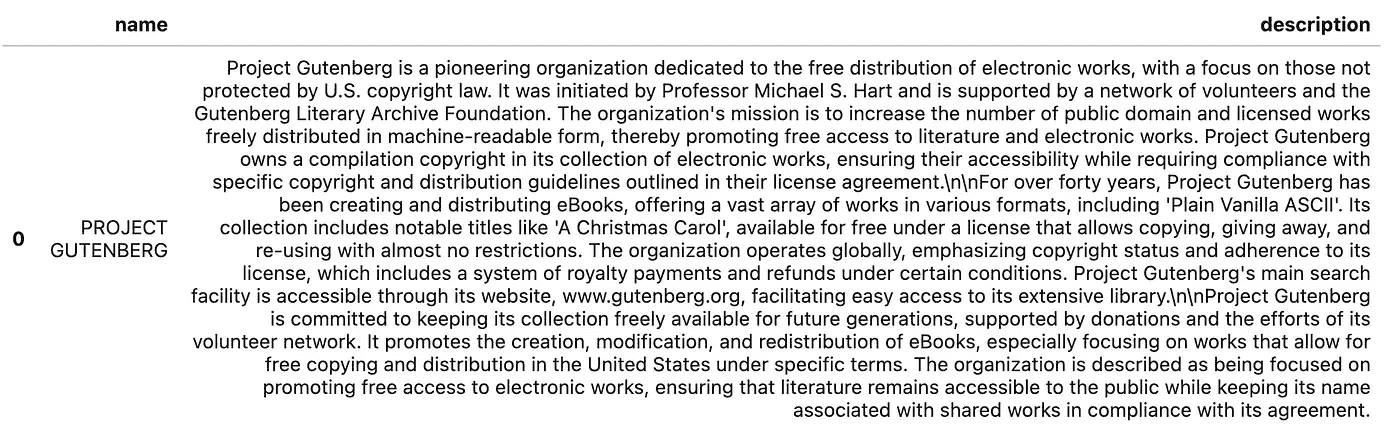 name description
Project Gutenberg is a pioneering organization dedicated to the free distribution of electronic works, with a focus on those not
protected by U.S. copyright law. It was initiated by Professor Michael S. Hart and is supported by a network of volunteers and the
Gutenberg Literary Archive Foundation. The organization's mission is to increase the number of public domain and licensed works
freely distributed in machine-readable form, thereby promoting free access to literature and electronic works. Project Gutenberg
owns a compilation copyright in its collection of electronic works, ensuring their accessibility while requiring compliance with
specific copyright and distribution guidelines outlined in their license agreement.\n\nFor over forty years, Project Gutenberg has
been creating and distributing eBooks, offering a vast array of works in various formats, including 'Plain Vanilla ASCII'. Its
0 PROJECT GUTENBERG collection includes notable titles like 'A Christmas Carol', available for free under a license that allows copying, giving away, and
re-using with almost no restrictions. The organization operates globally, emphasizing copyright status and adherence to its
license, which includes a system of royalty payments and refunds under certain conditions. Project Gutenberg's main search
facility is accessible through its website, www.gutenberg.org, facilitating easy access to its extensive library.\n\nProject Gutenberg
is committed to keeping its collection freely available for future generations, supported by donations and the efforts of its
volunteer network. It promotes the creation, modification, and redistribution of eBooks, especially focusing on works that allow for
free copying and distribution in the United States under specific terms. The organization is described as being focused on
promoting free access to electronic works, ensuring that literature remains accessible to the public while keeping its name
associated with shared works in compliance with its agreement.